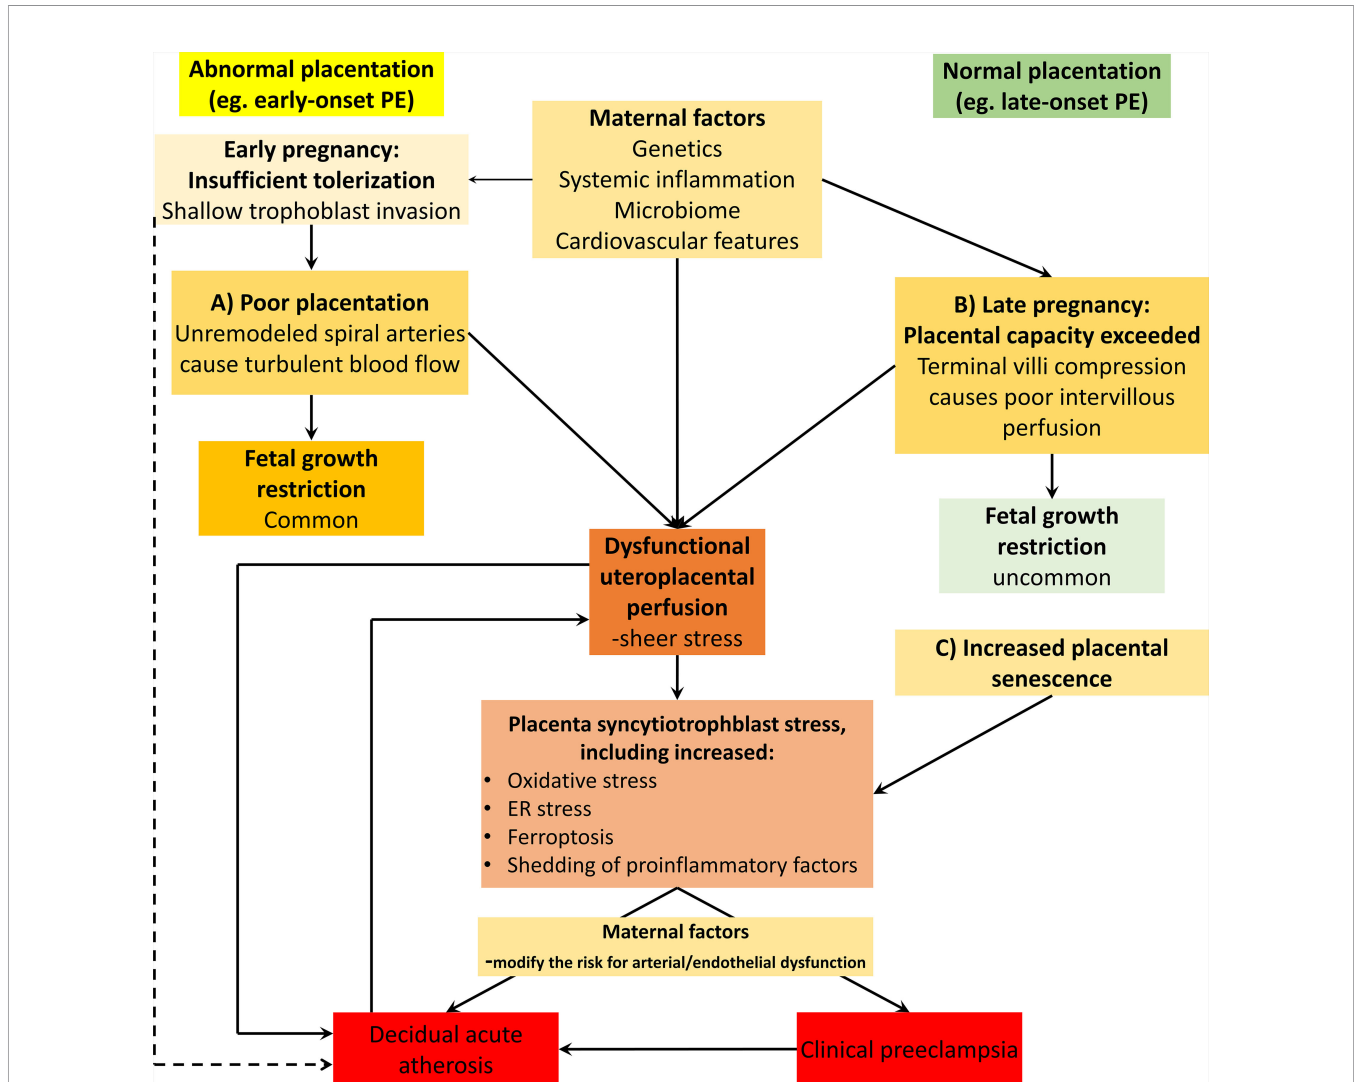 Abnormal placentation
(eg. early-onset PE)
Normal placentation
(eg. late-onset PE)
Maternal factors
Genetics
Systemic inflammation
Microbiome
Cardiovascular features
Early pregnancy:
Insufficient tolerization
Shallow trophoblast invasion
A) Poor placentation
Unremodeled spiral arteries
cause turbulent blood flow
B) Late pregnancy:
Placental capacity exceeded
Terminal villi compression
causes poor intervillous
perfusion
Fetal growth
restriction
Common
Fetal growth
restriction
uncommon
Dysfunctional
uteroplacental
perfusion
-sheer stress
C) Increased placental
senescence
Placenta syncytiotrophblast stress,
including increased:
• Oxidative stress
• ER stress
• Ferroptosis
• Shedding of proinflammatory factors
Maternal factors
-modify the risk for arterial/endothelial dysfunction
Decidual acute
atherosis
Clinical preeclampsia